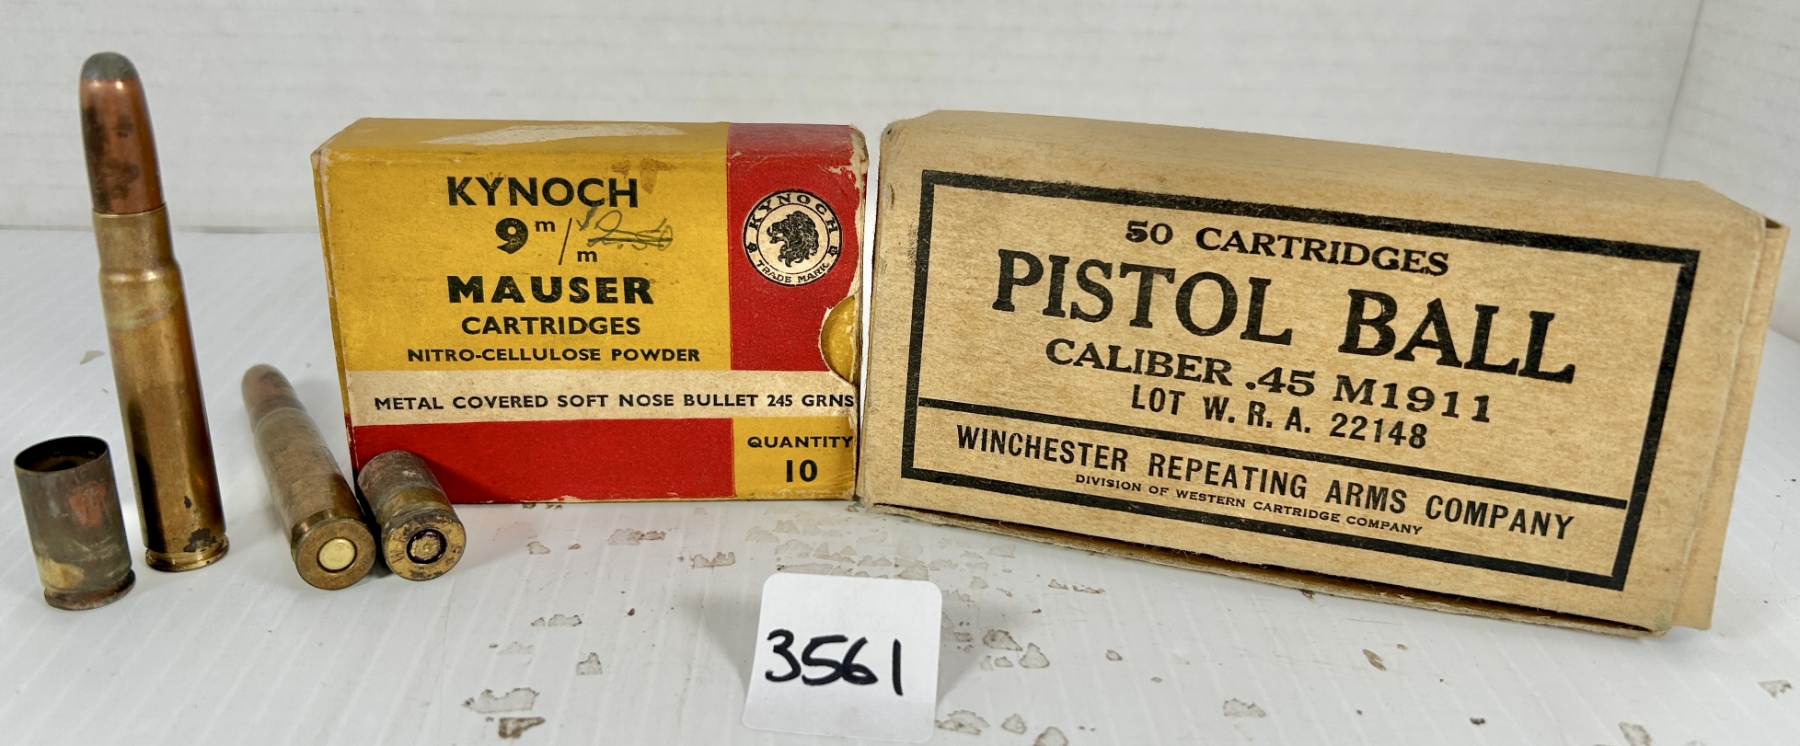 KYNOCH
9 m/m
MAUSER
CARTRIDGES
NITRO-CELLULOSE POWDER
METAL COVERED SOFT NOSE BULLET 245 GRNS
QUANTITY
10
KYNOCH
TRADE MARK
50 CARTRIDGES
PISTOL BALL
CALIBER .45 M1911
LOT W. R. A. 22148
WINCHESTER REPEATING ARMS COMPANY
DIVISION OF WESTERN CARTRIDGE COMPANY
3561